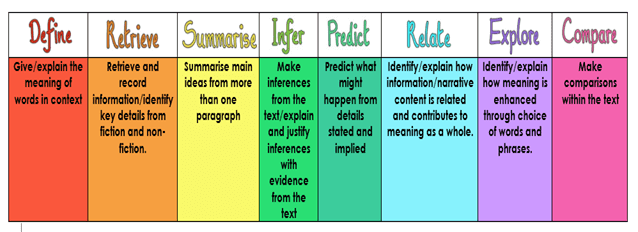 Define Retrieve Summarise Infer Predict Relate Explore Compare
Give/explain the
meaning of
words in context
Retrieve and
record
information/identify
key details from
fiction and non-
fiction.
Summarise main
ideas from more
than one
paragraph
Make
inferences
from the
text/explain
and justify
inferences
with
evidence
from the
text
Predict what
might
happen from
details
stated and
implied
Identify/explain how
information/narrative
content is related
and contributes to
meaning as a whole.
Identify/explain
how meaning is
enhanced
through choice
of words and
phrases.
Make
comparisons
within the text